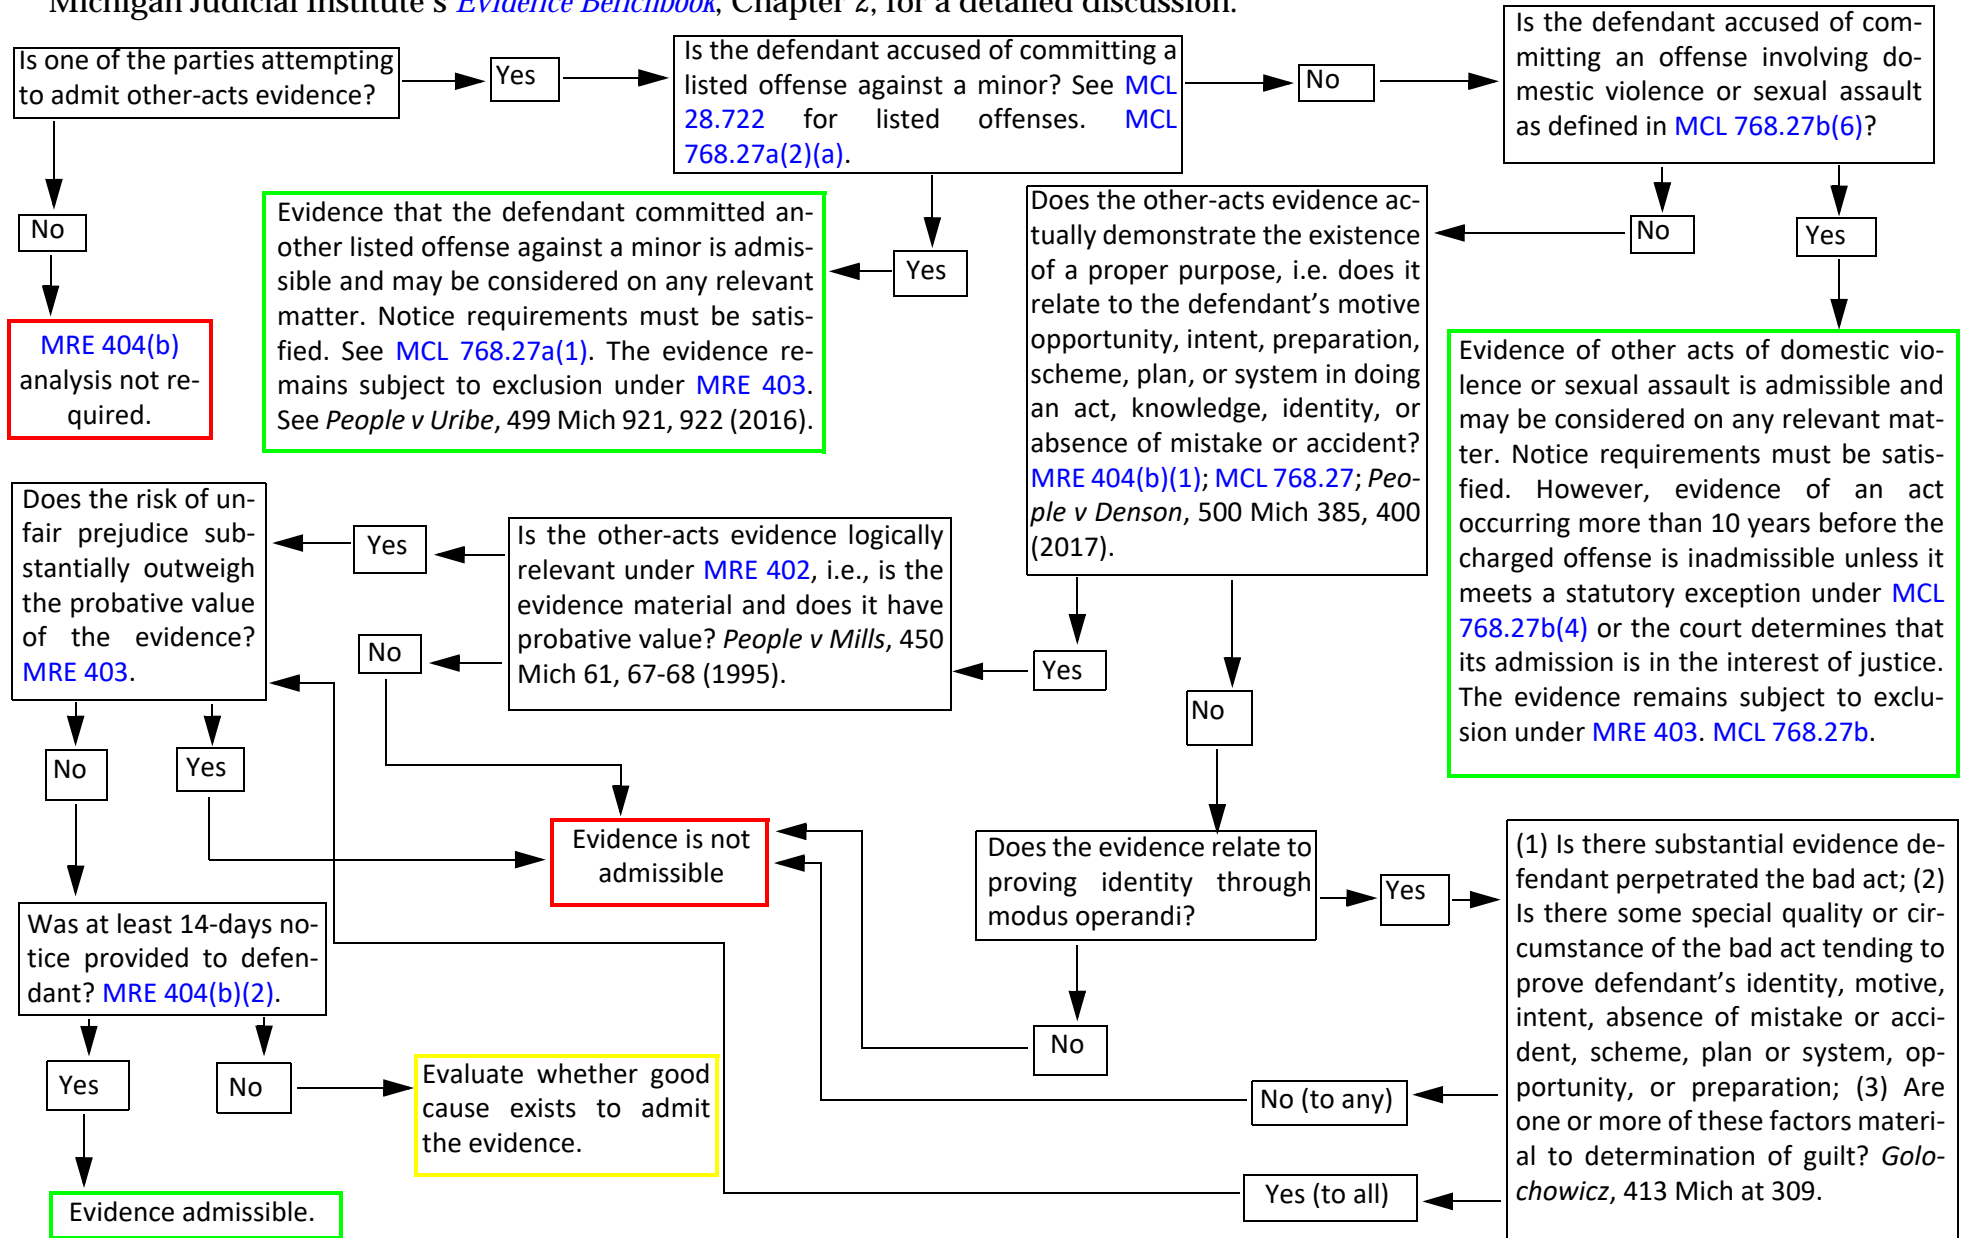 Michigan Judicial Institute's Evidence Benchbook, Chapter 2, for a detailed discussion.
Is one of the parties attempting
to admit other-acts evidence?
Yes
Is the defendant accused of committing a
listed offense against a minor? See MCL
28.722 for listed offenses. MCL
768.27a(2)(a).
No
Is the defendant accused of com-
mitting an offense involving do-
mestic violence or sexual assault
as defined in MCL 768.27b(6)?
No
MRE 404(b)
analysis not re-
quired.
Evidence that the defendant committed an-
other listed offense against a minor is admis-
sible and may be considered on any relevant
matter. Notice requirements must be satis-
fied. See MCL 768.27a(1). The evidence re-
mains subject to exclusion under MRE 403.
See People v Uribe, 499 Mich 921, 922 (2016).
Yes
Does the other-acts evidence ac-
tually demonstrate the existence
of a proper purpose, i.e. does it
relate to the defendant's motive
opportunity, intent, preparation,
scheme, plan, or system in doing
an act, knowledge, identity, or
absence of mistake or accident?
MRE 404(b)(1); MCL 768.27; Peo-
ple v Denson, 500 Mich 385, 400
(2017).
No
Yes
Evidence of other acts of domestic vio-
lence or sexual assault is admissible and
may be considered on any relevant mat-
ter. Notice requirements must be satis-
fied. However, evidence of an act
occurring more than 10 years before the
charged offense is inadmissible unless it
meets a statutory exception under MCL
768.27b(4) or the court determines that
its admission is in the interest of justice.
The evidence remains subject to exclu-
sion under MRE 403. MCL 768.27b.
Does the risk of un-
fair prejudice sub-
stantially outweigh
the probative value
of the evidence?
MRE 403.
Yes
No
Is the other-acts evidence logically
relevant under MRE 402, i.e., is the
evidence material and does it have
probative value? People v Mills, 450
Mich 61, 67-68 (1995).
Yes
No
No
Yes
Evidence is not
admissible
Does the evidence relate to
proving identity through
modus operandi?
Yes
(1) Is there substantial evidence de-
fendant perpetrated the bad act; (2)
Is there some special quality or cir-
cumstance of the bad act tending to
prove defendant's identity, motive,
intent, absence of mistake or acci-
dent, scheme, plan or system, op-
portunity, or preparation; (3) Are
one or more of these factors materi-
al to determination of guilt? Golo-
chowicz, 413 Mich at 309.
Was at least 14-days no-
tice provided to defen-
dant? MRE 404(b)(2).
No
Yes
No
Evaluate whether good
cause exists to admit
the evidence.
No (to any)
Yes (to all)
Evidence admissible.